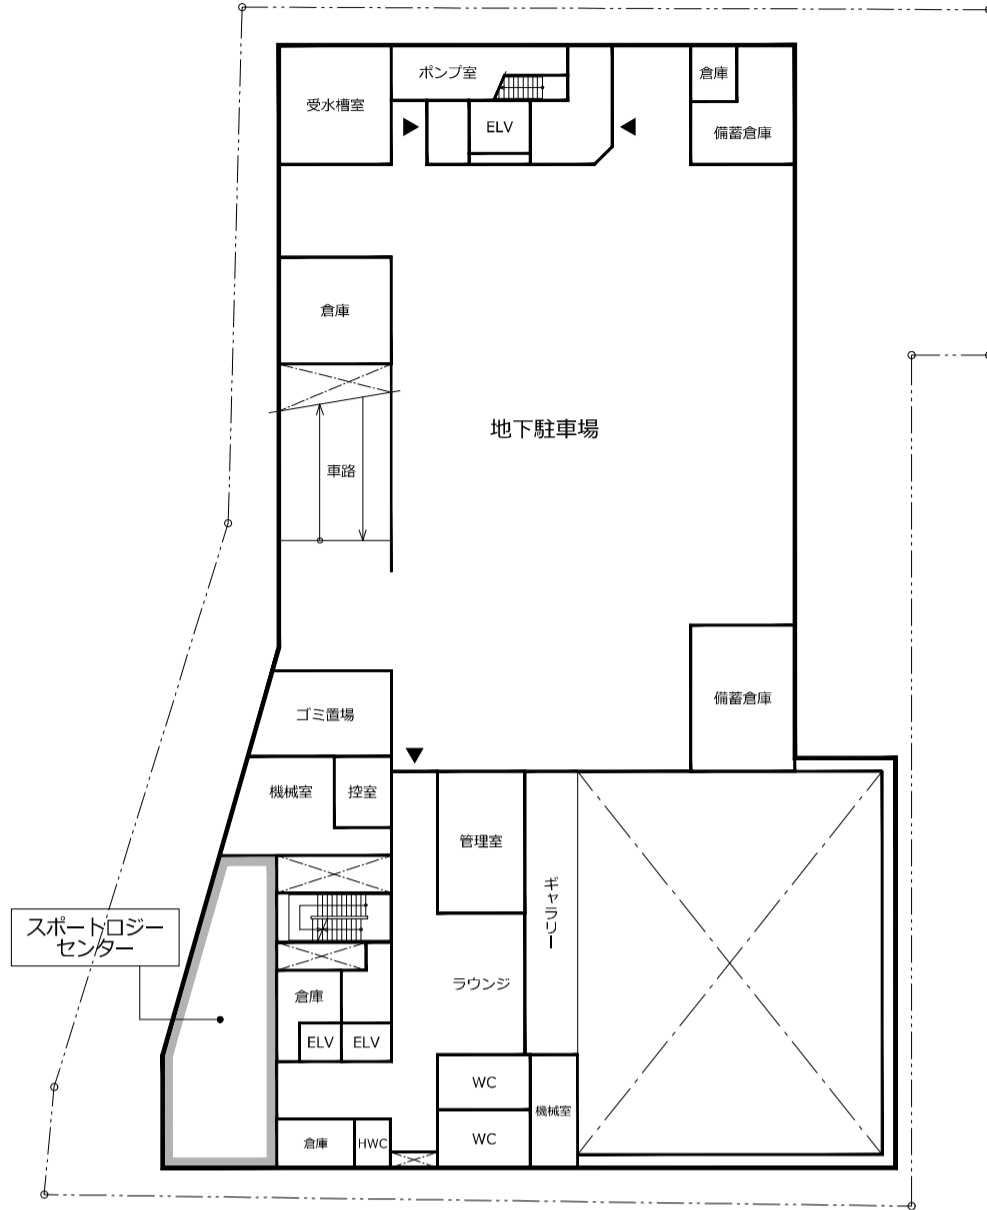 ポンプ室
倉庫
受水槽室
ELV
備蓄倉庫
倉庫
地下駐車場
車路
備蓄倉庫
ゴミ置場
機械室
控室
管理室
ギャラリー
スポートロジー
センター
ラウンジ
倉庫
ELV
ELV
WC
機械室
WC
倉庫
HWC